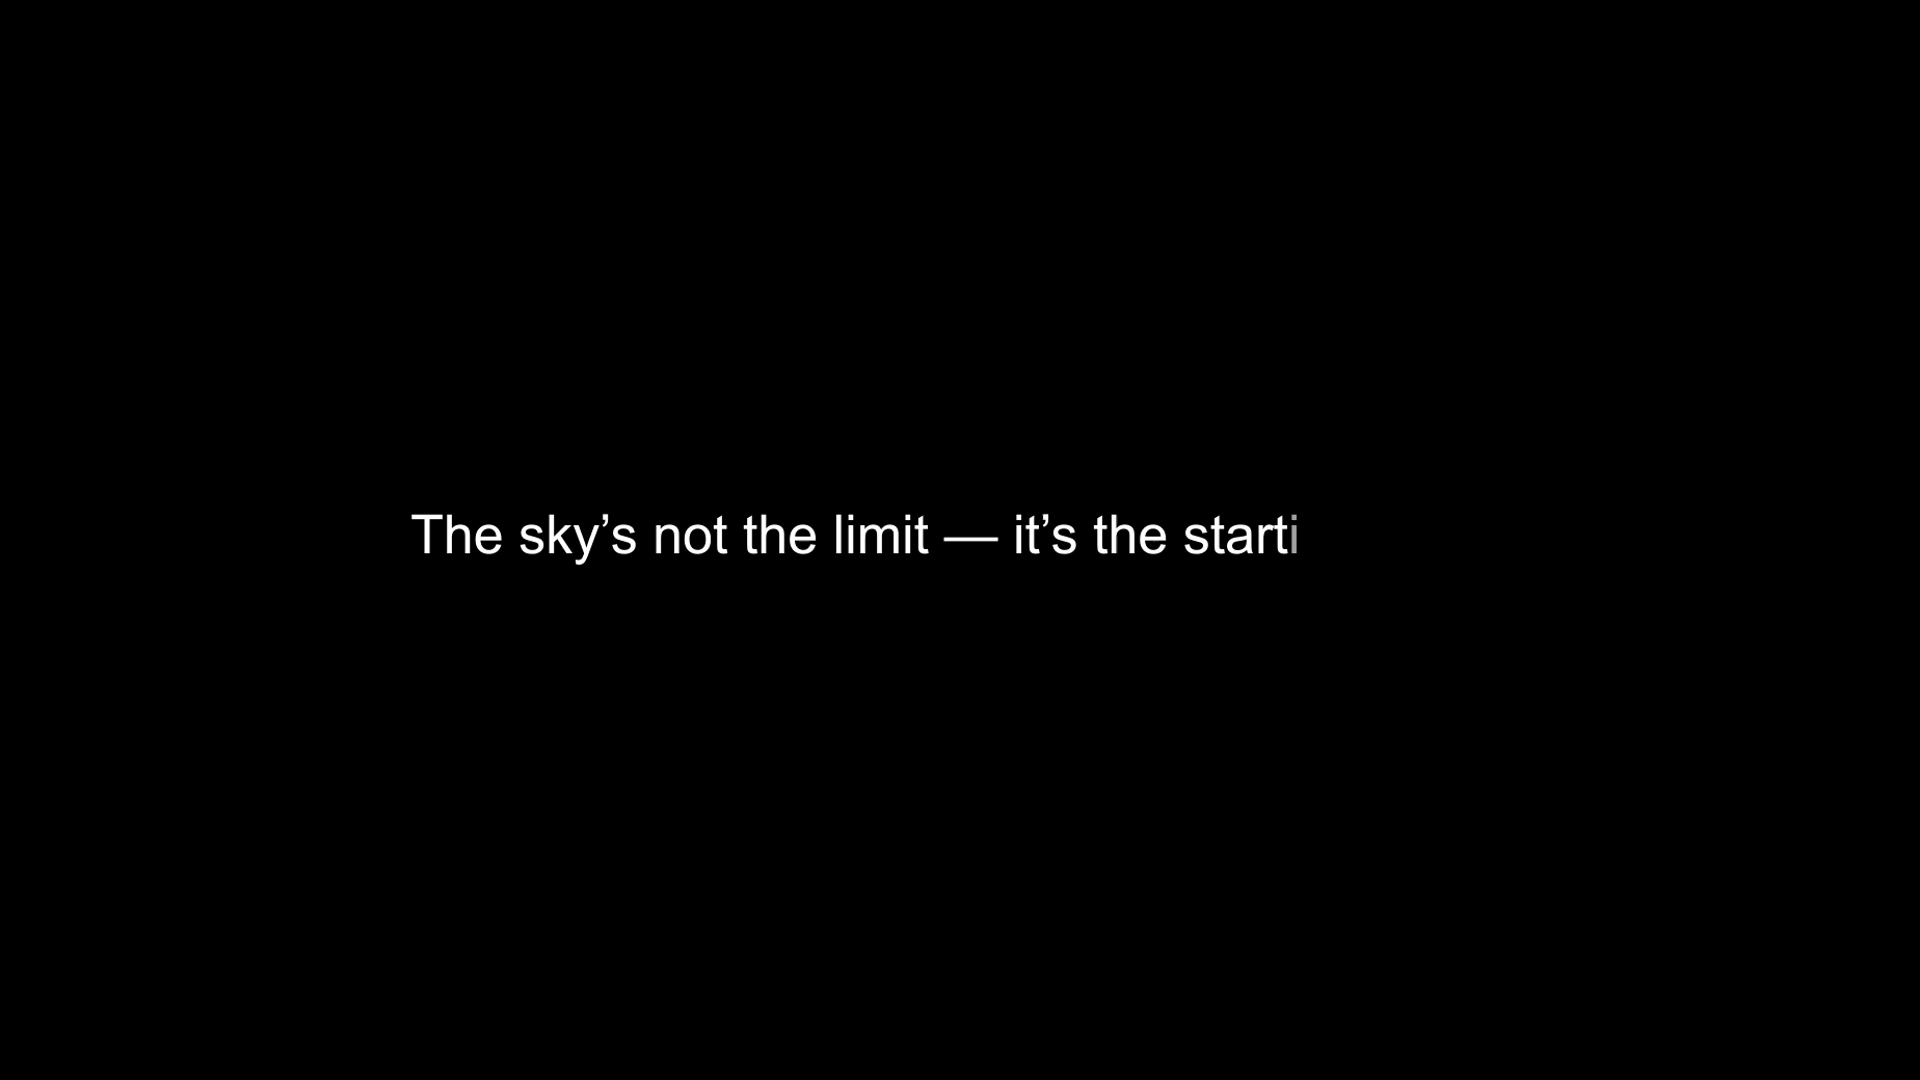 The sky’s not the limit — it’s the starti